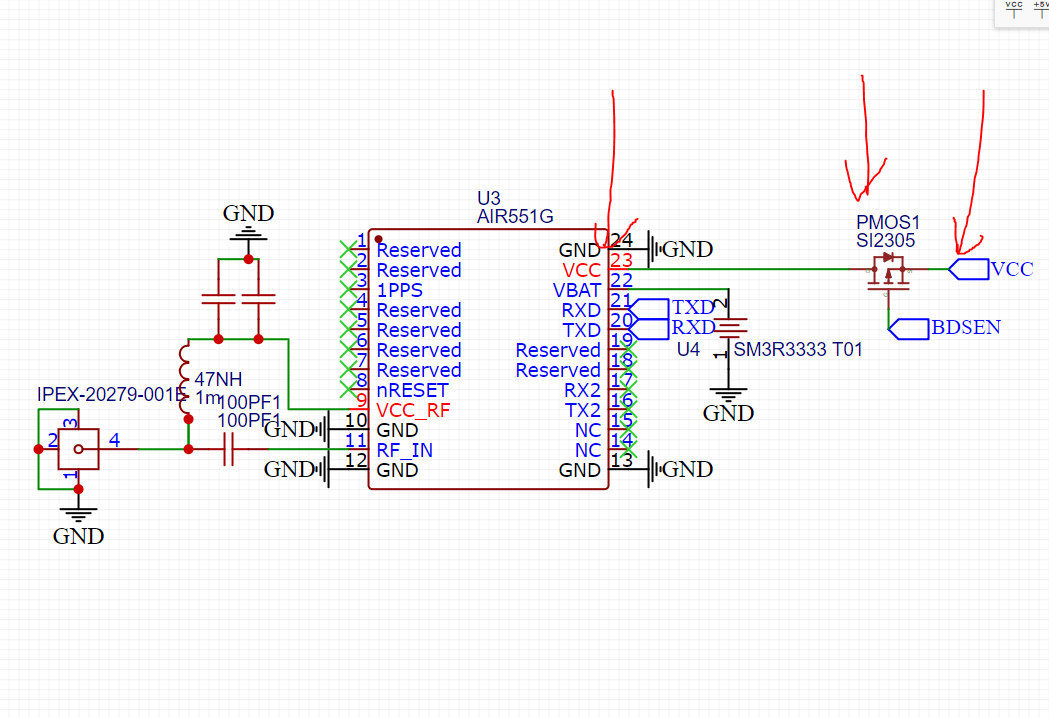 VCC +5V
U3
AIR551G
PMOS1
SI2305
GND
1 Reserved
2 Reserved
3 1PPS
4 Reserved
5 Reserved
6 Reserved
7 Reserved
8 nRESET
9 VCC_RF
10 GND
11 RF_IN
12 GND
GND 24 GND
VCC 23
VBAT 22
RXD 21 TXD
TXD 20 RXD
Reserved 19
Reserved 18
RX2 17
TX2 16
NC 15
NC 14
GND 13 GND
VCC
BDSEN
2
U4 SM3R3333 T01
1
GND
47NH
IPEX-20279-001E 1m
100PF1
100PF1
GND
GND
3
2 4
1
GND